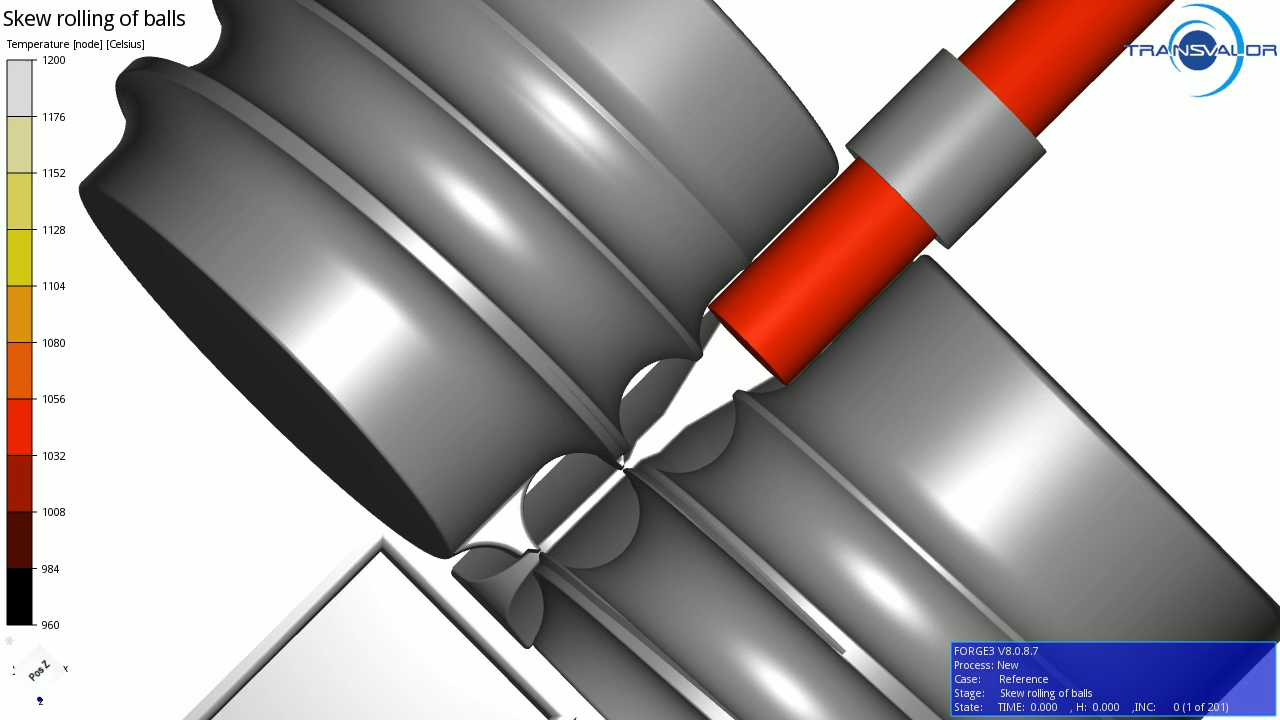 Skew rolling of balls
Temperature [node] [Celsius]
TRANSVALOR
1200
1176
1152
1128
1104
1080
1056
1032
1008
984
960
Pos Z
x
z
FORGE3 V8.0.8.7
Process: New
Case: Reference
Stage: Skew rolling of balls
State: TIME: 0.000 , H: 0.000 ,INC: 0 (1 of 201)